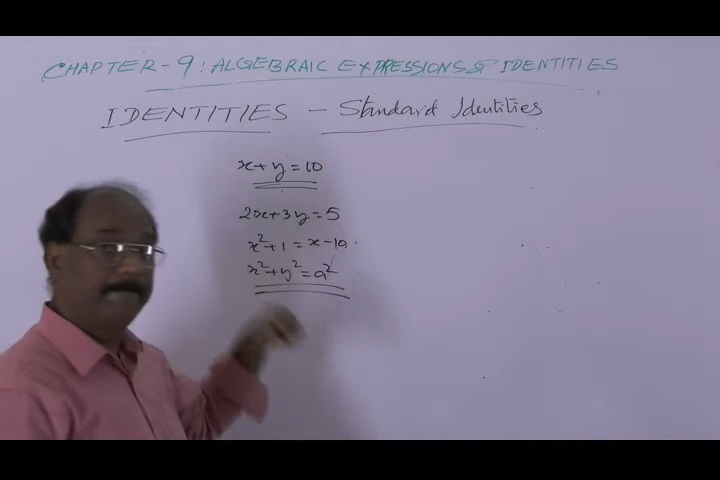 CHAPTER-9: ALGEBRAIC EXPRESSIONS & IDENTITIES
IDENTITIES - Standard Identities
x+y=10
2x+3y=5
x²+1=x-10.
x²+y²=a²